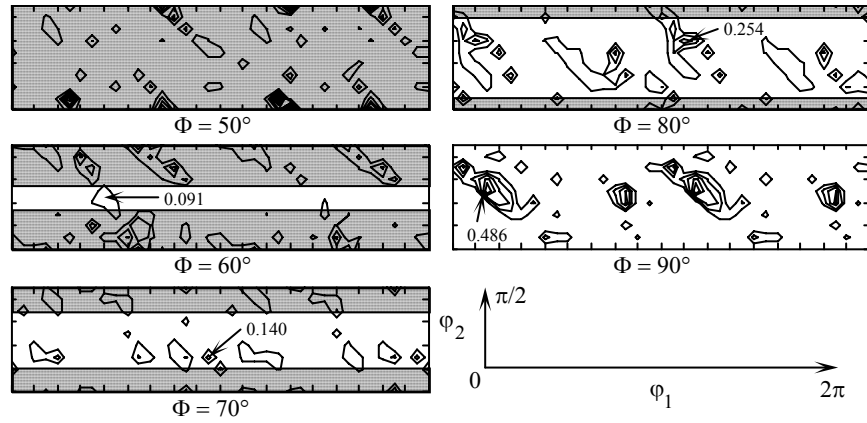 Φ = 50°
0.254
Φ = 80°
0.091
Φ = 60°
0.486
Φ = 90°
0.140
Φ = 70°
φ2
π/2
0
φ1
2π